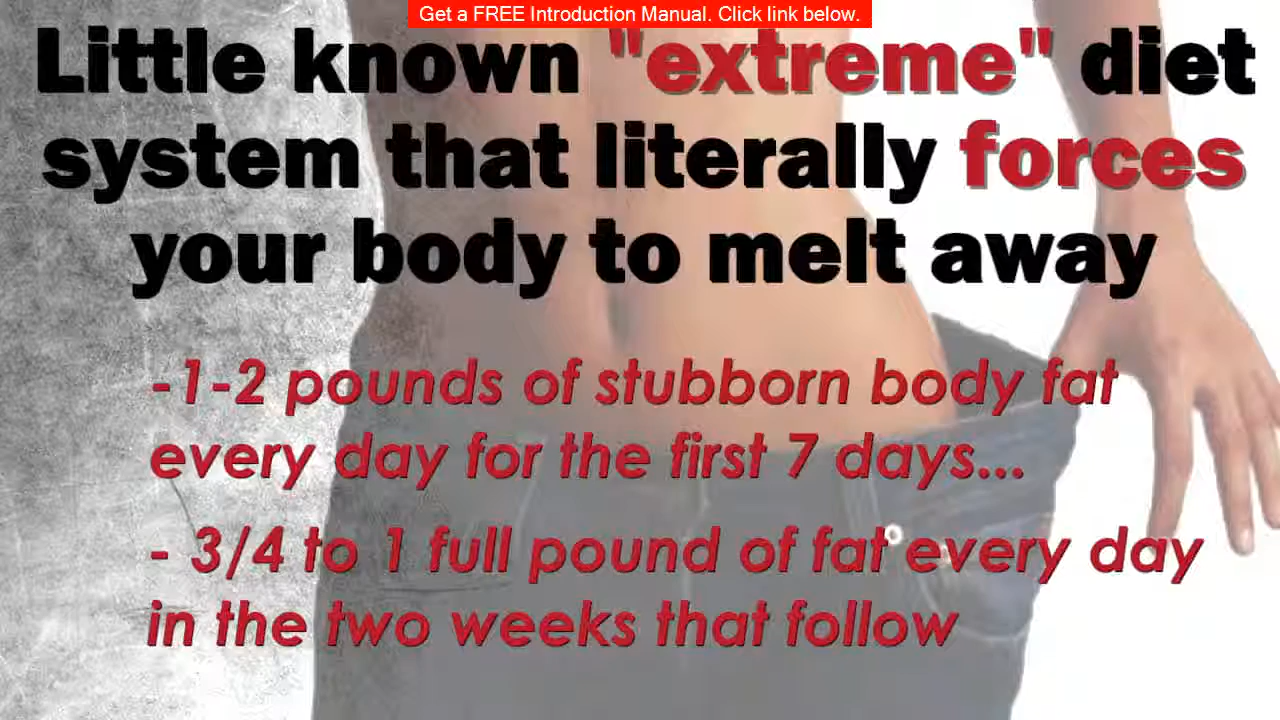 Get a FREE Introduction Manual. Click link below.
Little known "extreme" diet
system that literally forces
your body to melt away
-1-2 pounds of stubborn body fat
every day for the first 7 days...
- 3/4 to 1 full pound of fat every day
in the two weeks that follow